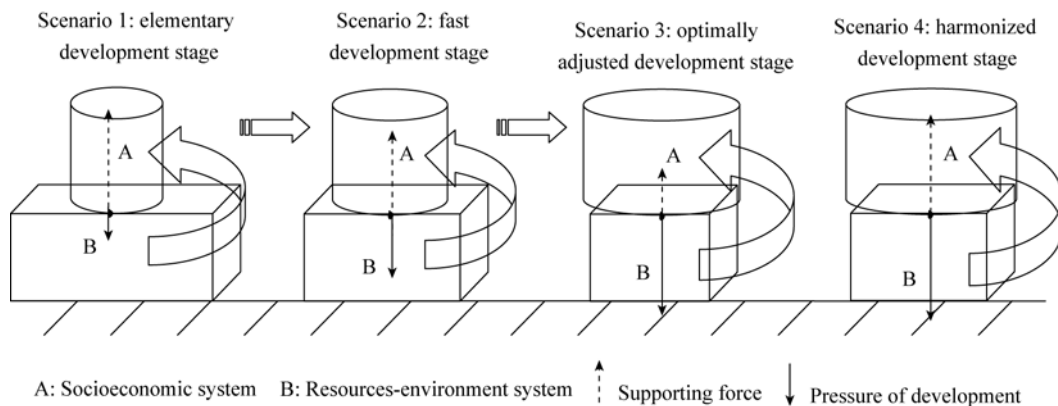 Scenario 1: elementary
development stage
Scenario 2: fast
development stage
Scenario 3: optimally
adjusted development stage
Scenario 4: harmonized
development stage
A
B
A
B
A
B
A
B
A: Socioeconomic system
B: Resources-environment system
Supporting force
Pressure of development